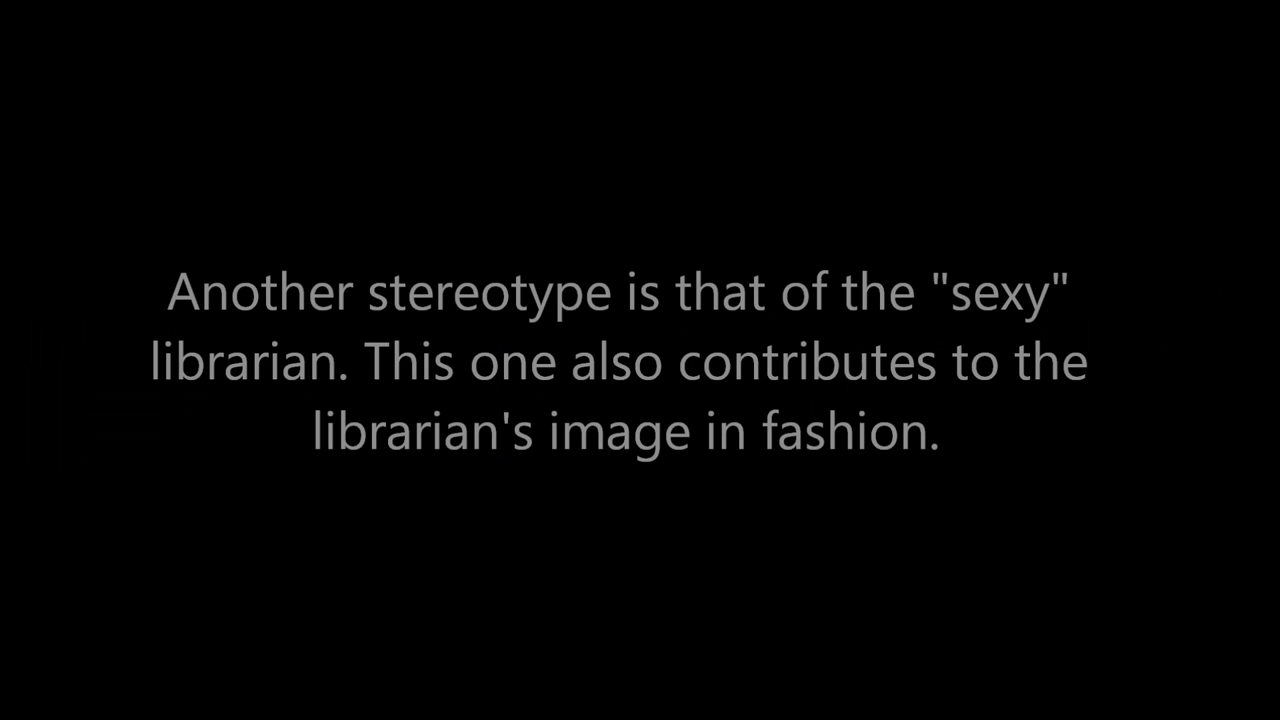 Another stereotype is that of the "sexy"
librarian. This one also contributes to the
librarian's image in fashion.